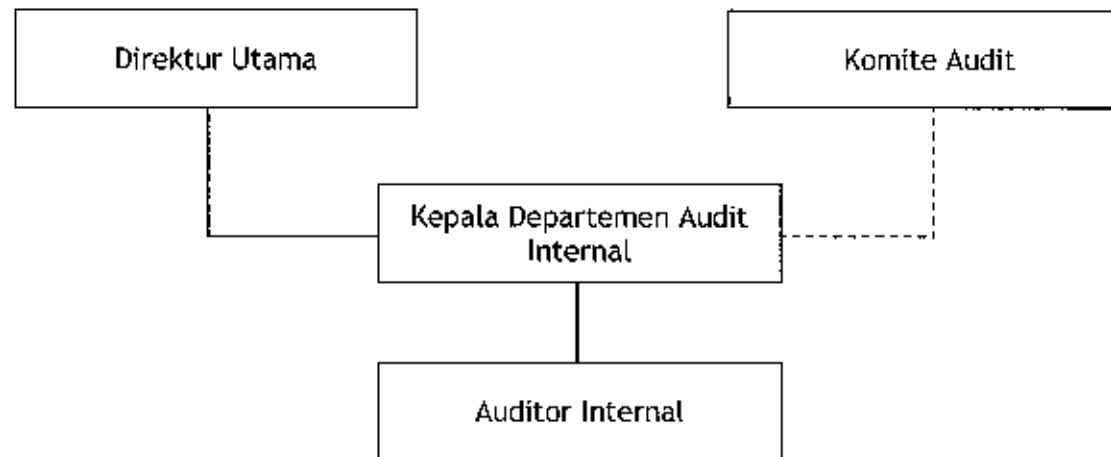 Direktur Utama
Komite Audit
Kepala Departemen Audit
Internal
Auditor Internal